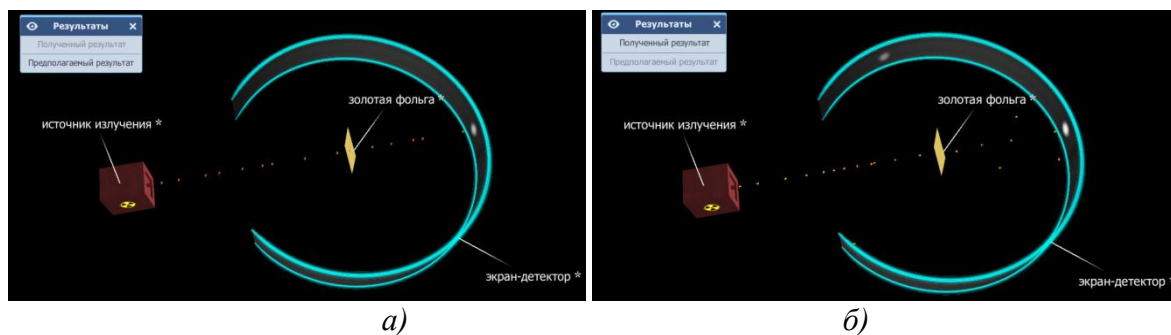 Результаты ×
Полученный результат
Предполагаемый результат
золотая фольга *
источник излучения *
экран-детектор *
а)
Результаты ×
Полученный результат
Предполагаемый результат
золотая фольга *
источник излучения *
экран-детектор *
б)